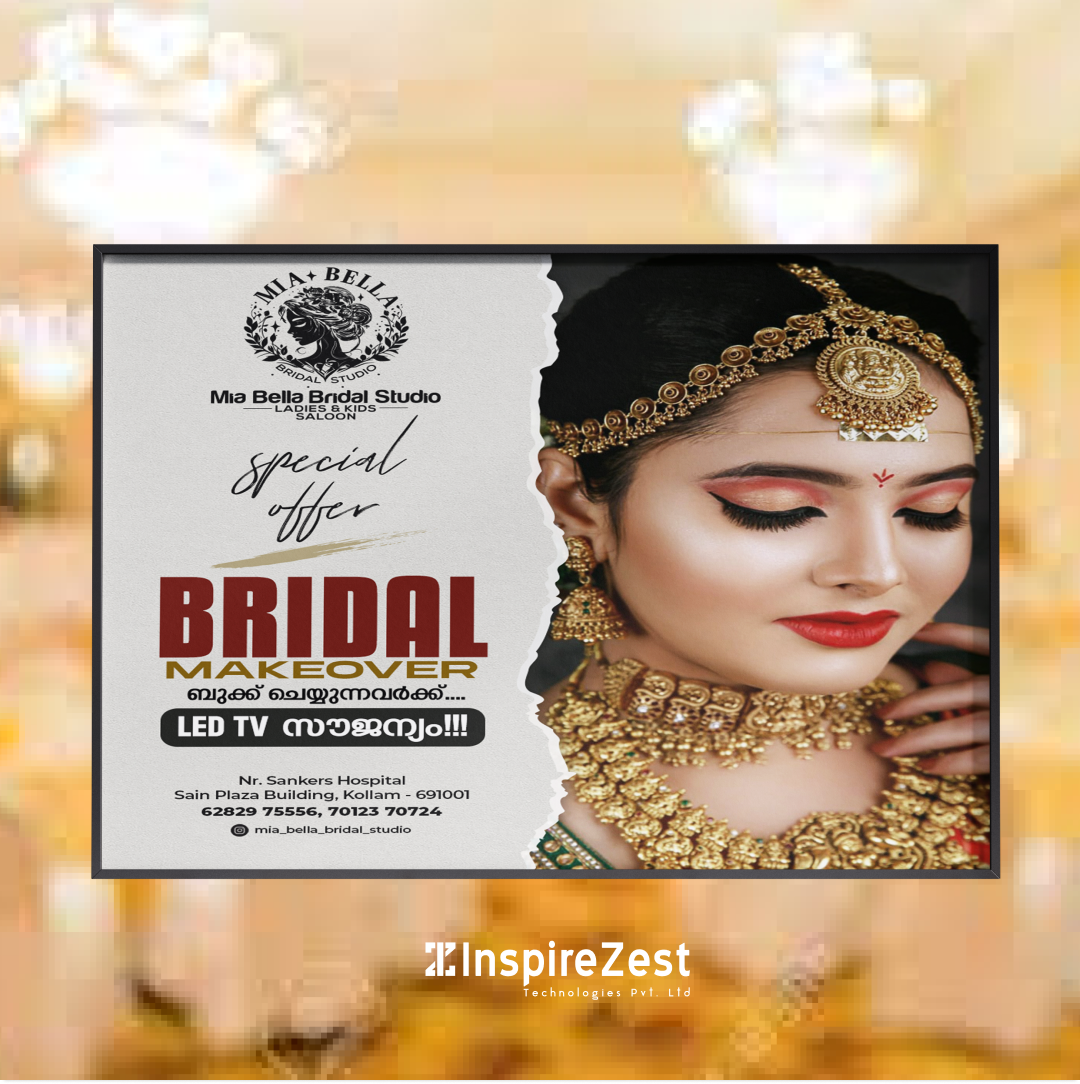 MIA BELLA
BRIDAL STUDIO
Mia Bella Bridal Studio
LADIES & KIDS
SALOON
special
offer
BRIDAL
MAKEOVER
ബുക്ക് ചെയ്യുന്നവർക്ക്....
LED TV സൗജന്യം!!!
Nr. Sankers Hospital
Sain Plaza Building, Kollam - 691001
62829 75556, 70123 70724
mia_bella_bridal_studio
InspireZest
Technologies Pvt. Ltd